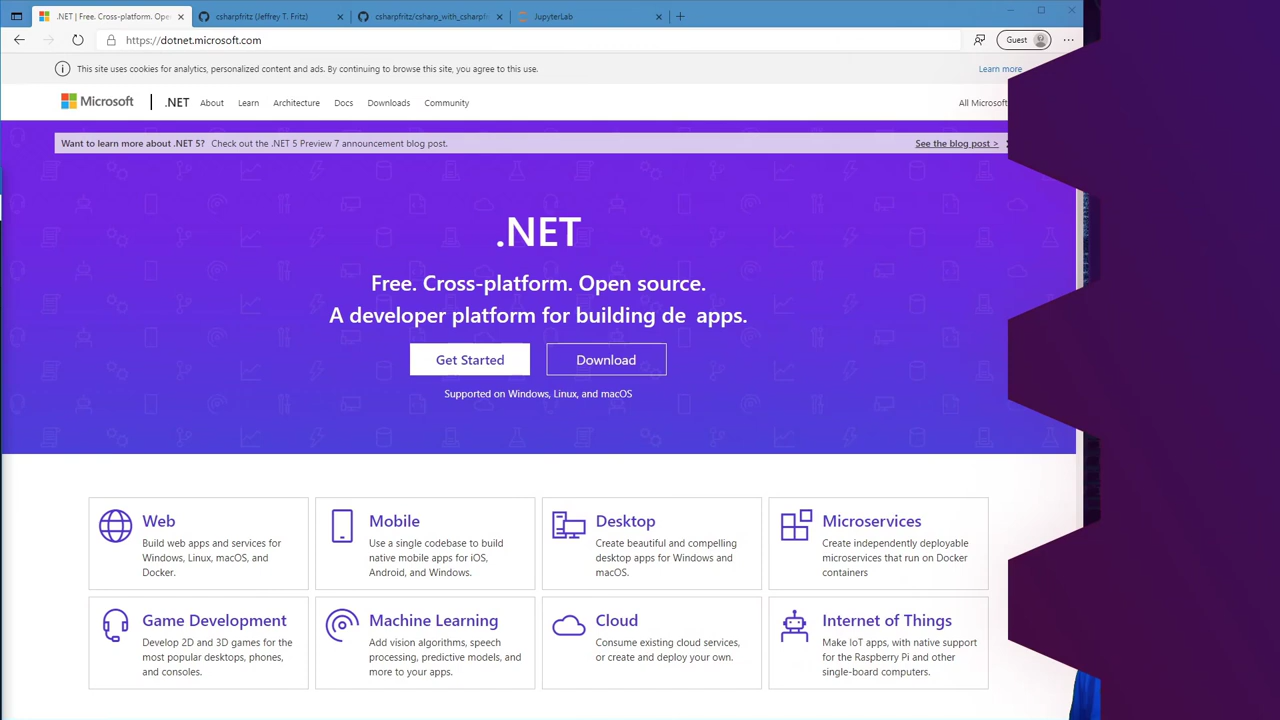 .NET | Free. Cross-platform. Ope
csharpfritz (Jeffrey T. Fritz)
csharpfritz/csharp_with_csharpf
JupyterLab
https://dotnet.microsoft.com
Guest
This site uses cookies for analytics, personalized content and ads. By continuing to browse this site, you agree to this use.
Learn more
Microsoft
.NET
About
Learn
Architecture
Docs
Downloads
Community
All Microsoft
Want to learn more about .NET 5? Check out the .NET 5 Preview 7 announcement blog post.
See the blog post >
.NET
Free. Cross-platform. Open source.
A developer platform for building de apps.
Get Started
Download
Supported on Windows, Linux, and macOS
Web
Build web apps and services for
Windows, Linux, macOS, and
Docker.
Mobile
Use a single codebase to build
native mobile apps for iOS,
Android, and Windows.
Desktop
Create beautiful and compelling
desktop apps for Windows and
macOS.
Microservices
Create independently deployable
microservices that run on Docker
containers
Game Development
Develop 2D and 3D games for the
most popular desktops, phones,
and consoles.
Machine Learning
Add vision algorithms, speech
processing, predictive models, and
more to your apps.
Cloud
Consume existing cloud services,
or create and deploy your own.
Internet of Things
Make IoT apps, with native support
for the Raspberry Pi and other
single-board computers.